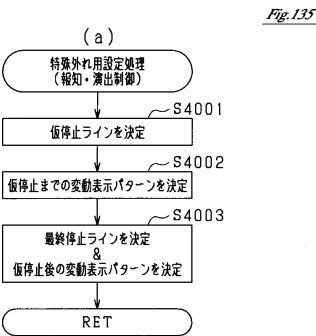 Fig.135
(a)
特殊外れ用設定処理
(報知・演出制御)
S4001
仮停止ラインを決定
S4002
仮停止までの変動表示パターンを決定
S4003
最終停止ラインを決定
&
仮停止後の変動表示パターンを決定
RET